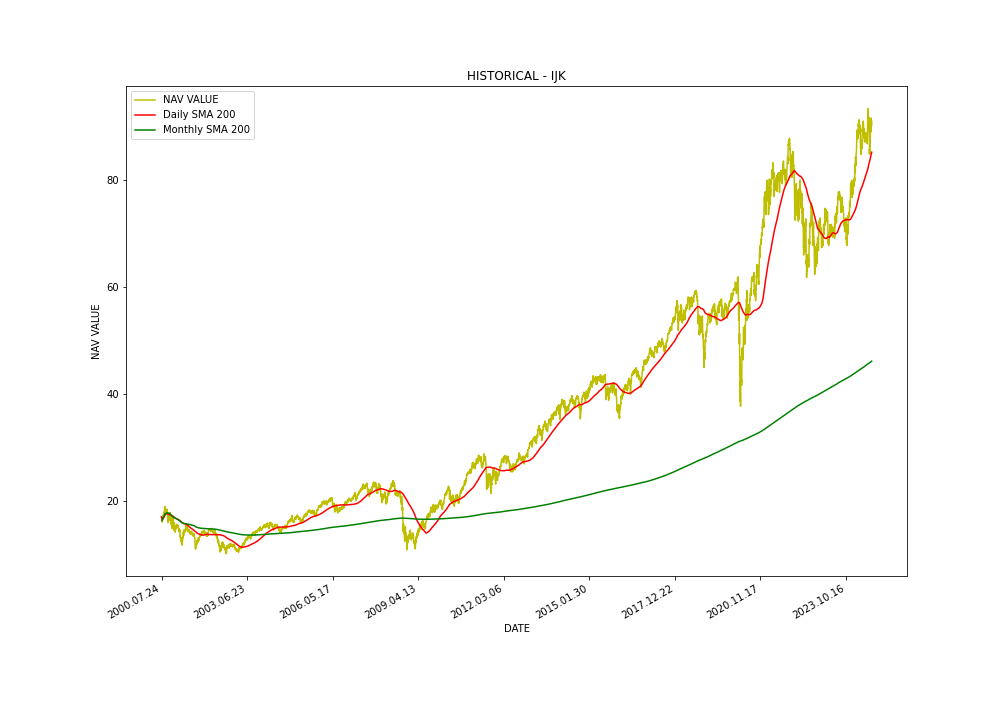 HISTORICAL - IJK
NAV VALUE
Daily SMA 200
Monthly SMA 200
NAV VALUE
80
60
40
20
2000.07.24
2003.06.23
2006.05.17
2009.04.13
2012.03.06
2015.01.30
2017.12.22
2020.11.17
2023.10.16
DATE